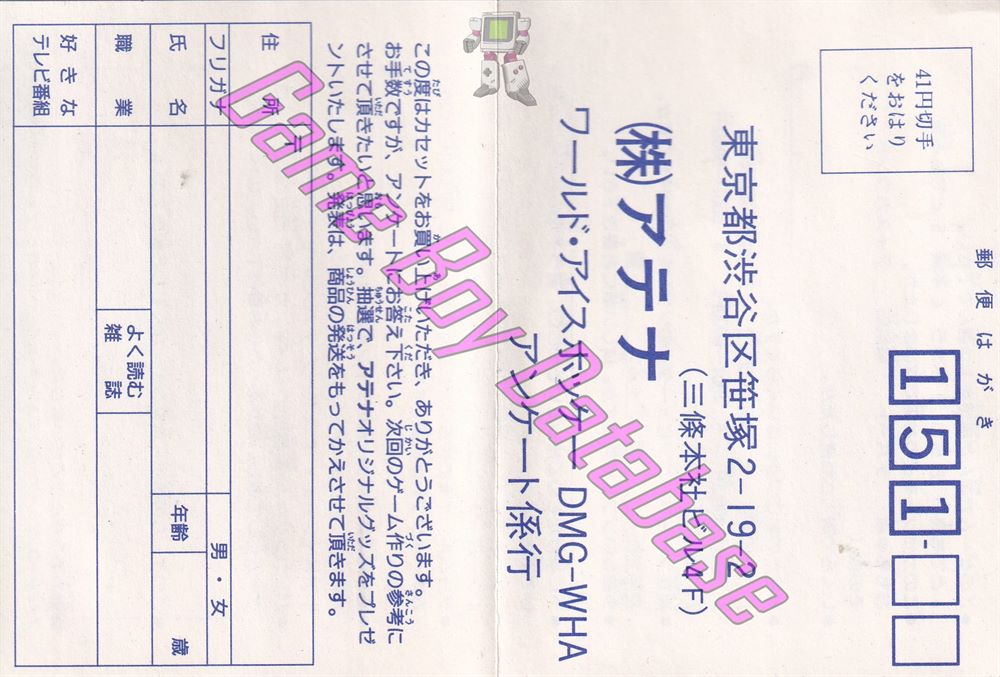 郵便はがき
151-
41円切手
をおはり
ください
東京都渋谷区笹塚2-19-2
(三條本社ビル4F)
(株)アテナ
ワールド・アイスホッケー DMG-WHA
アンケート係行
この度はカセットをお買い上げいただき、ありがとうございます。
お手数ですが、アンケートにお答え下さい。次回のゲーム作りの参考に
させて頂きたいと思います。抽選で、アテナオリジナルグッズをプレゼ
ントいたします。発表は、商品の発送をもってかえさせて頂きます。
住所 〒
フリガナ
氏名 男・女
職業 年齢 歳
よく読む
雑誌
好きな
テレビ番組
Game Boy Database